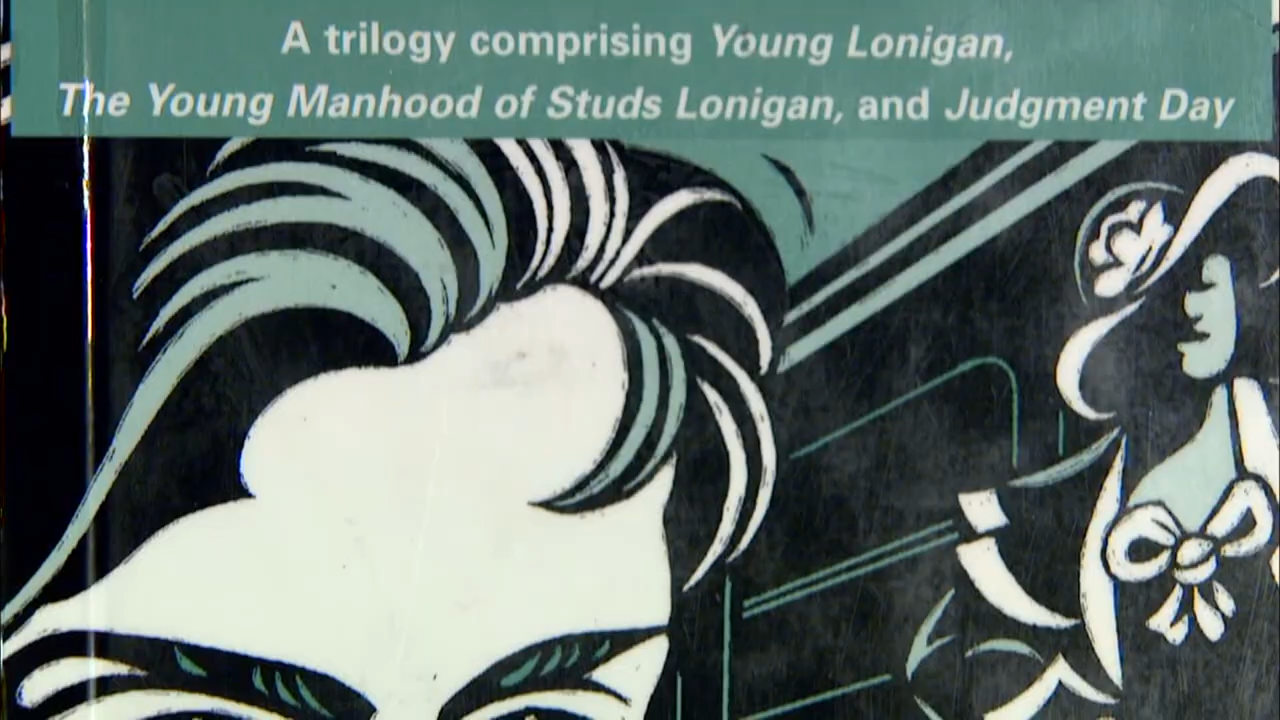 A trilogy comprising Young Lonigan,
The Young Manhood of Studs Lonigan, and Judgment Day